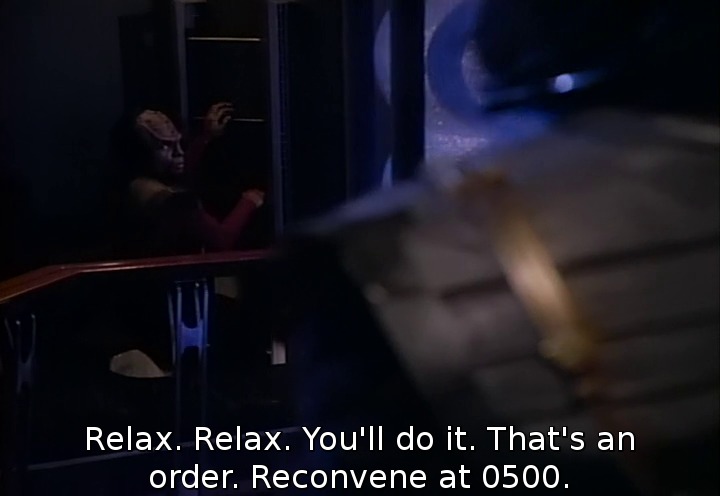 Relax. Relax. You'll do it. That's an
order. Reconvene at 0500.